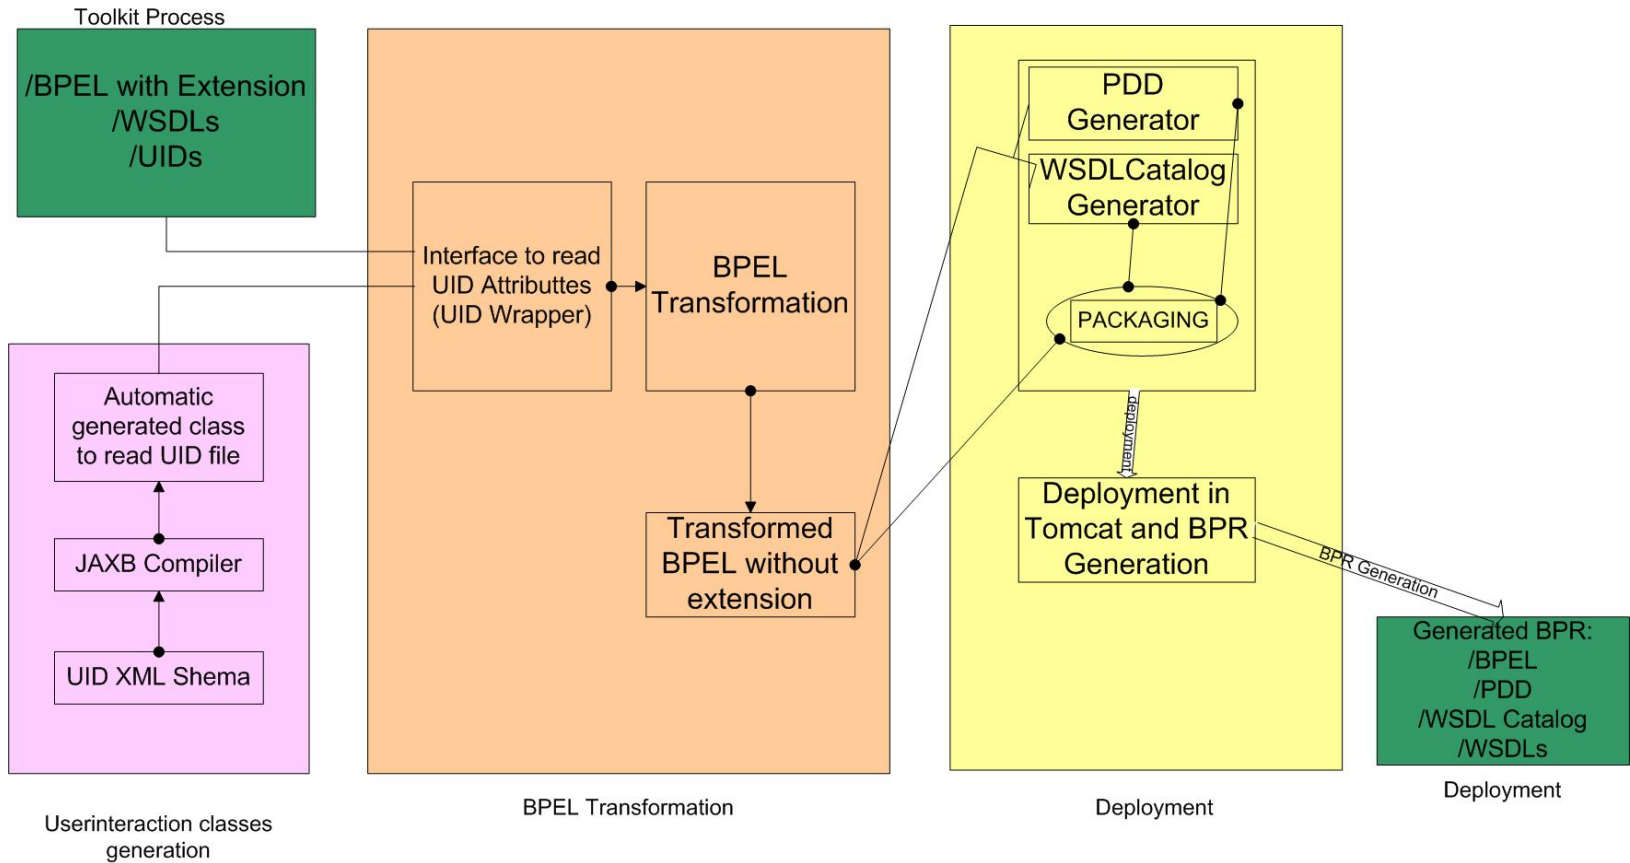 Toolkit Process
/BPEL with Extension
/WSDLs
/UIDs
Automatic
generated class
to read UID file
JAXB Compiler
UID XML Shema
Userinteraction classes
generation
Interface to read
UID Attributtes
(UID Wrapper)
BPEL
Transformation
Transformed
BPEL without
extension
BPEL Transformation
PDD
Generator
WSDLCatalog
Generator
PACKAGING
deployment
Deployment in
Tomcat and BPR
Generation
Deployment
BPR Generation
Generated BPR:
/BPEL
/PDD
/WSDL Catalog
/WSDLs
Deployment